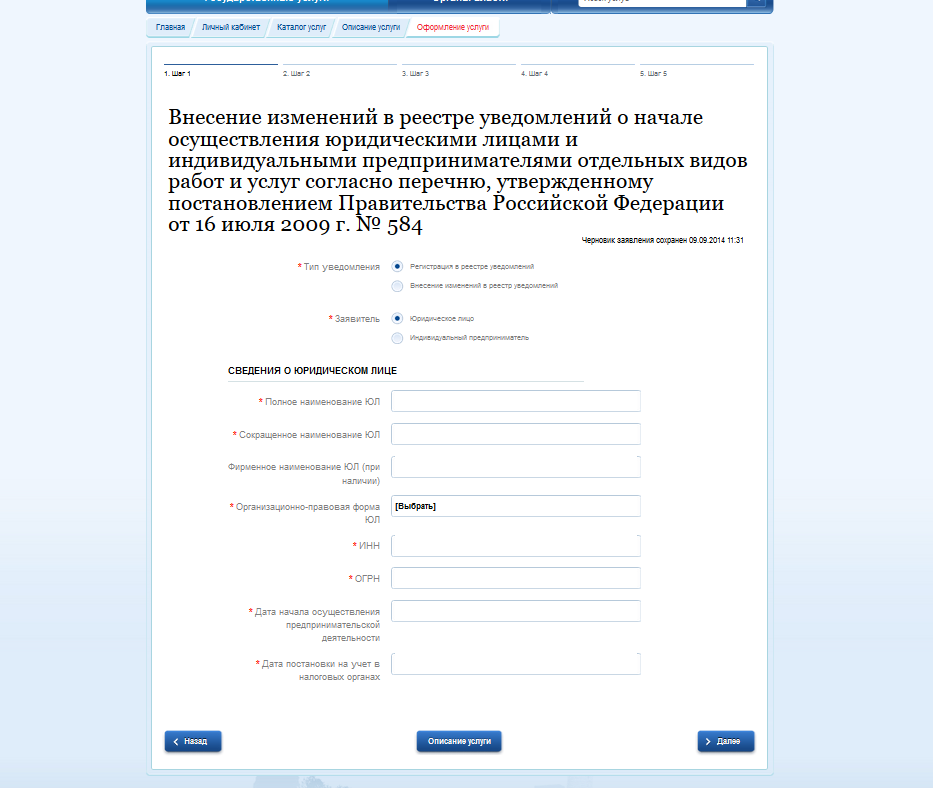 Главная
Личный кабинет
Каталог услуг
Описание услуги
Оформление услуги
1. Шаг 1
2. Шаг 2
3. Шаг 3
4. Шаг 4
5. Шаг 5
Внесение изменений в реестре уведомлений о начале
осуществления юридическими лицами и
индивидуальными предпринимателями отдельных видов
работ и услуг согласно перечню, утвержденному
постановлением Правительства Российской Федерации
от 16 июля 2009 г. № 584
Черновик заявления сохранен 09.09.2014 11:31
* Тип уведомления
Регистрация в реестре уведомлений
Внесение изменений в реестр уведомлений
* Заявитель
Юридическое лицо
Индивидуальный предприниматель
СВЕДЕНИЯ О ЮРИДИЧЕСКОМ ЛИЦЕ
* Полное наименование ЮЛ
* Сокращенное наименование ЮЛ
Фирменное наименование ЮЛ (при
наличии)
* Организационно-правовая форма
ЮЛ
[Выбрать]
* ИНН
* ОГРН
* Дата начала осуществления
предпринимательской
деятельности
* Дата постановки на учет в
налоговых органах
Назад
Описание услуги
Далее